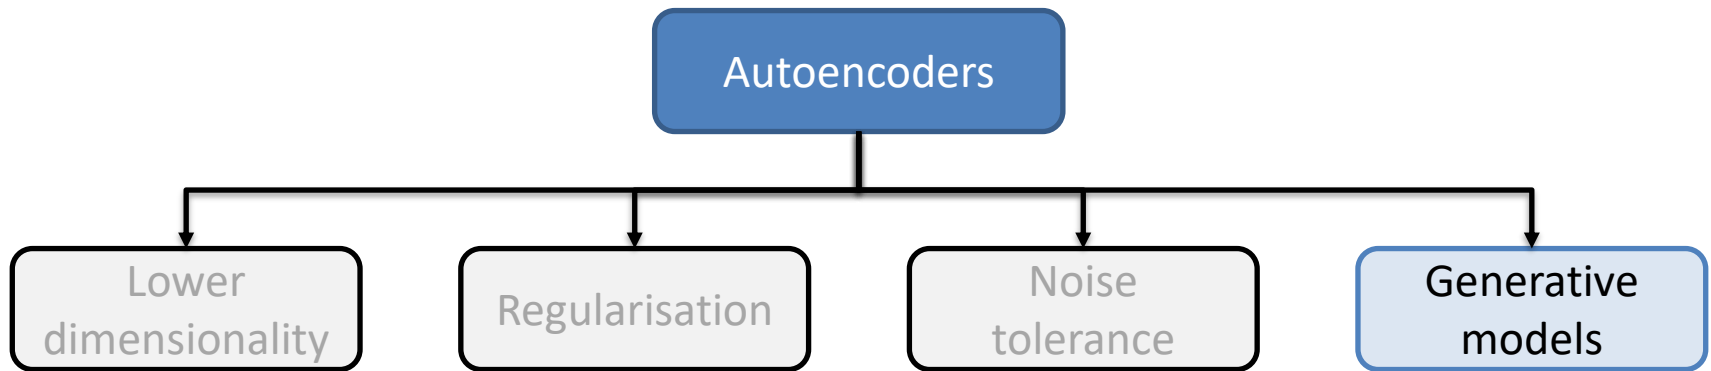 Autoencoders
Lower
dimensionality
Regularisation
Noise
tolerance
Generative
models